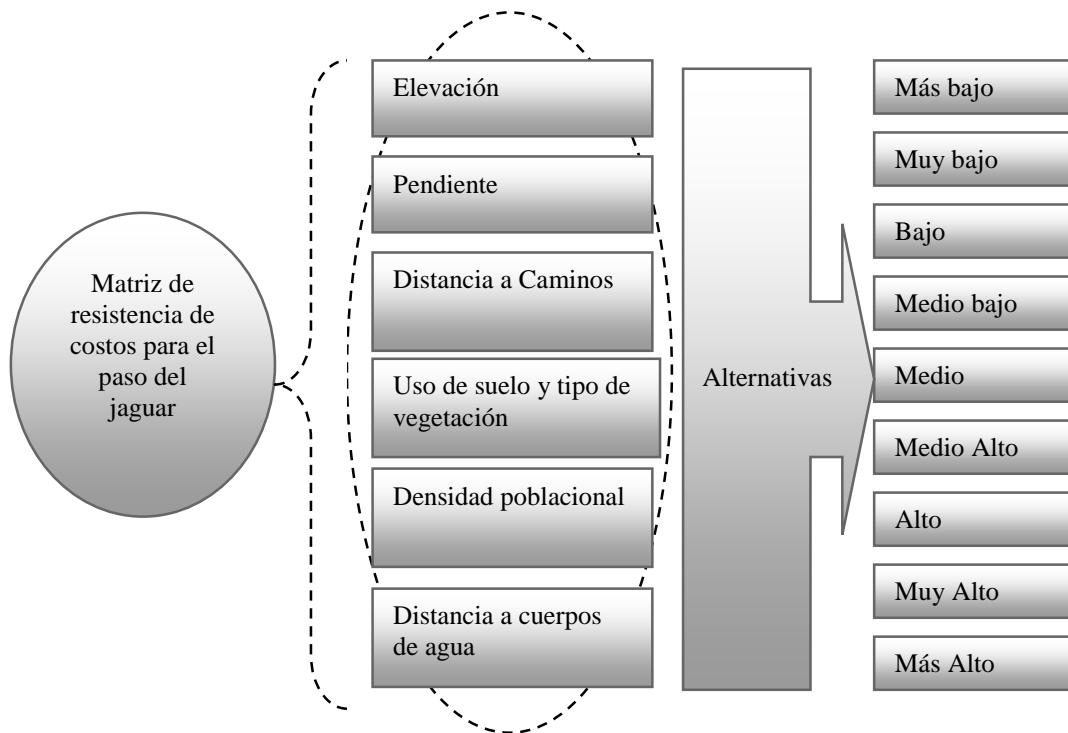 Matriz de
resistencia de
costos para el
paso del
jaguar
Elevación
Pendiente
Distancia a Caminos
Uso de suelo y tipo de
vegetación
Densidad poblacional
Distancia a cuerpos
de agua
Alternativas
Más bajo
Muy bajo
Bajo
Medio bajo
Medio
Medio Alto
Alto
Muy Alto
Más Alto